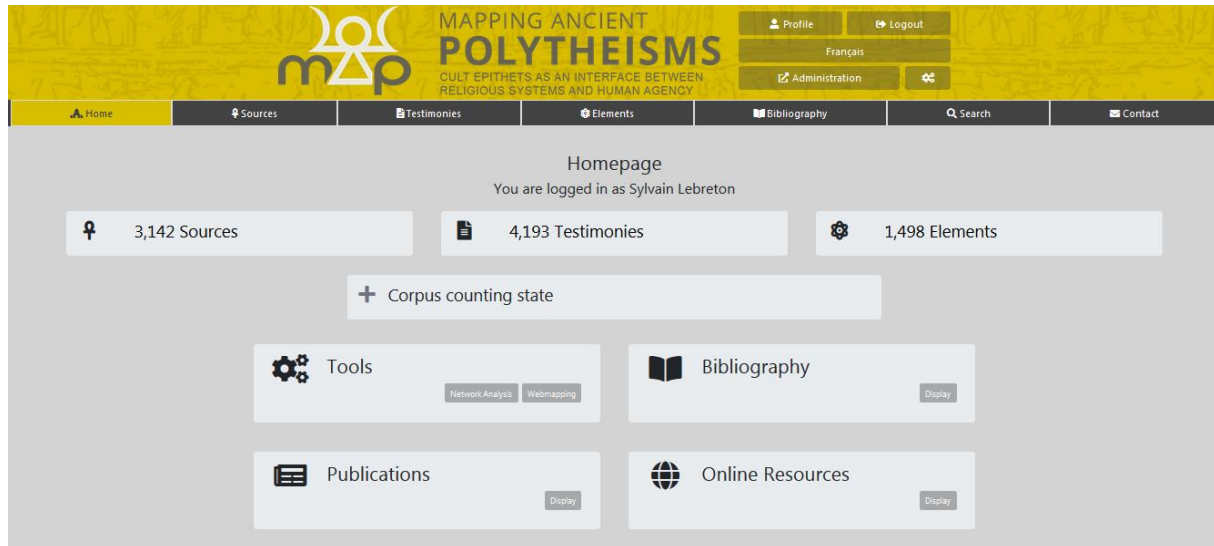 map
MAPPING ANCIENT
POLYTHEISMS
CULT EPITHETS AS AN INTERFACE BETWEEN
RELIGIOUS SYSTEMS AND HUMAN AGENCY
Profile
Logout
Français
Administration
Home
Sources
Testimonies
Elements
Bibliography
Search
Contact
Homepage
You are logged in as Sylvain Lebreton
3,142 Sources
4,193 Testimonies
1,498 Elements
Corpus counting state
Tools
Network Analysis
Webmapping
Bibliography
Display
Publications
Display
Online Resources
Display